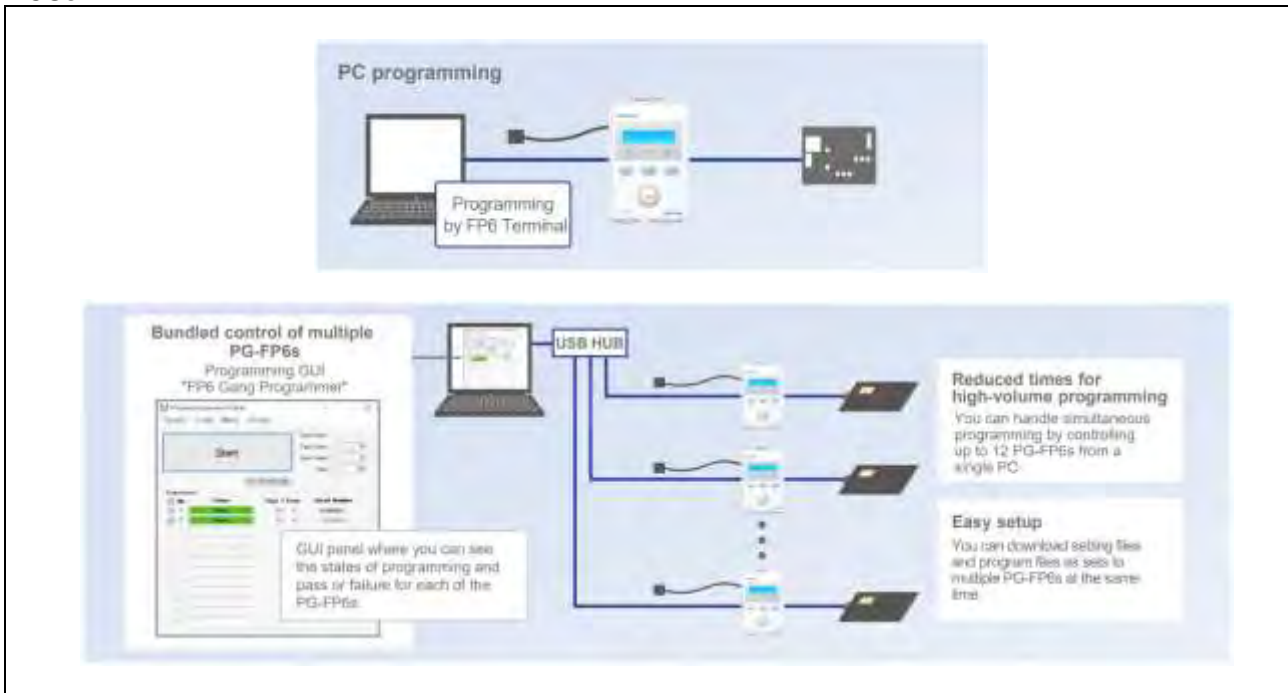 PC programming
Programming
by FP6 Terminal
Bundled control of multiple
PG-FP6s
Programming GUI
"FP6 Gang Programmer"
Start
GUI panel where you can see
the states of programming and
pass or failure for each of the
PG-FP6s.
USB HUB
Reduced times for
high-volume programming
You can handle simultaneous
programming by controlling
up to 12 PG-FP6s from a
single PC.
Easy setup
You can download setting files
and program files as sets to
multiple PG-FP6s at the same
time.